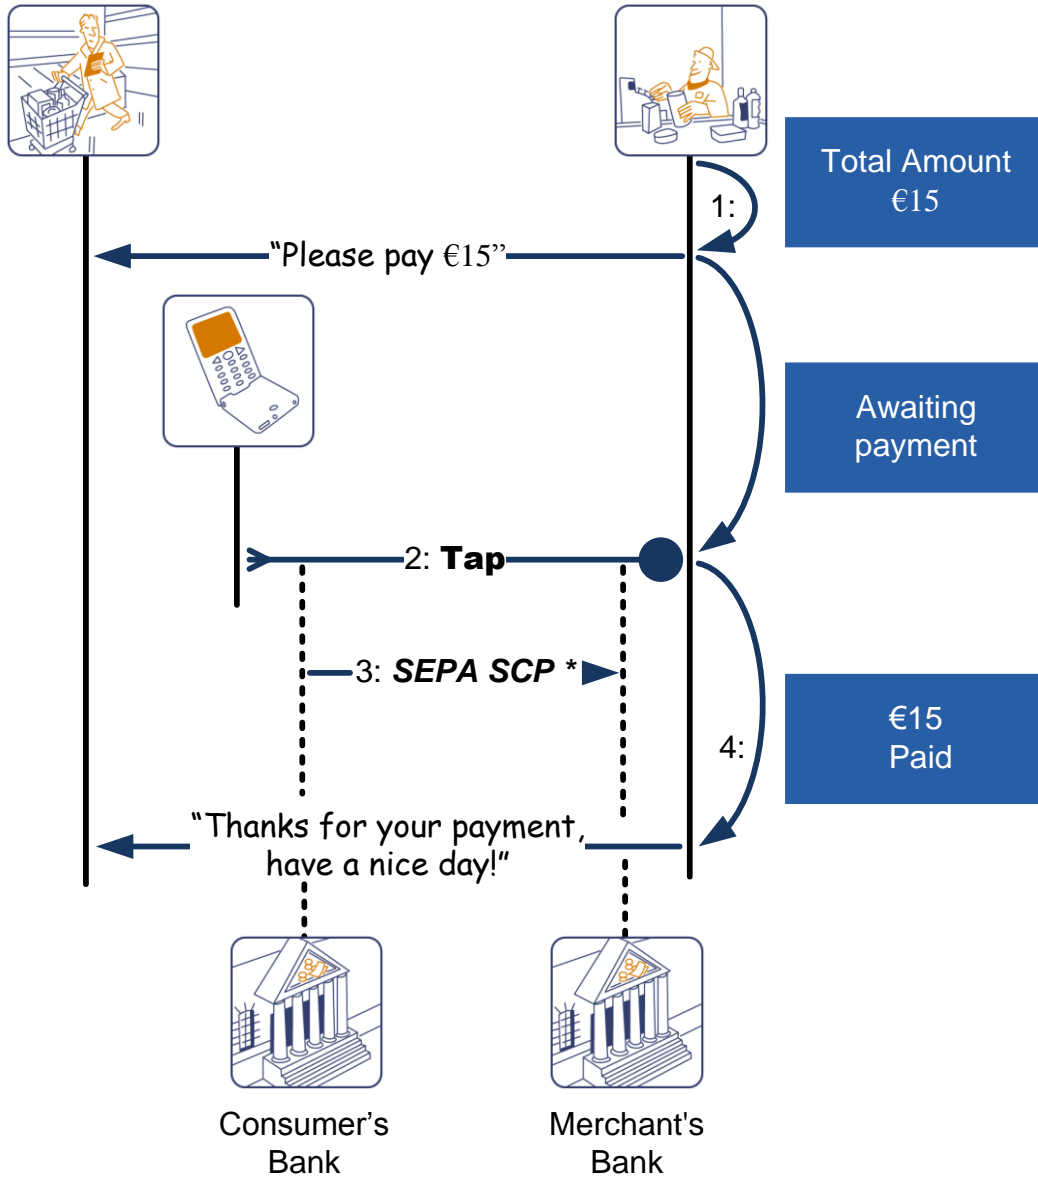 Total Amount
€15
1:
“Please pay €15”
Awaiting
payment
2: Tap
3: SEPA SCP *
€15
Paid
4:
“Thanks for your payment,
have a nice day!”
Consumer’s
Bank
Merchant's
Bank